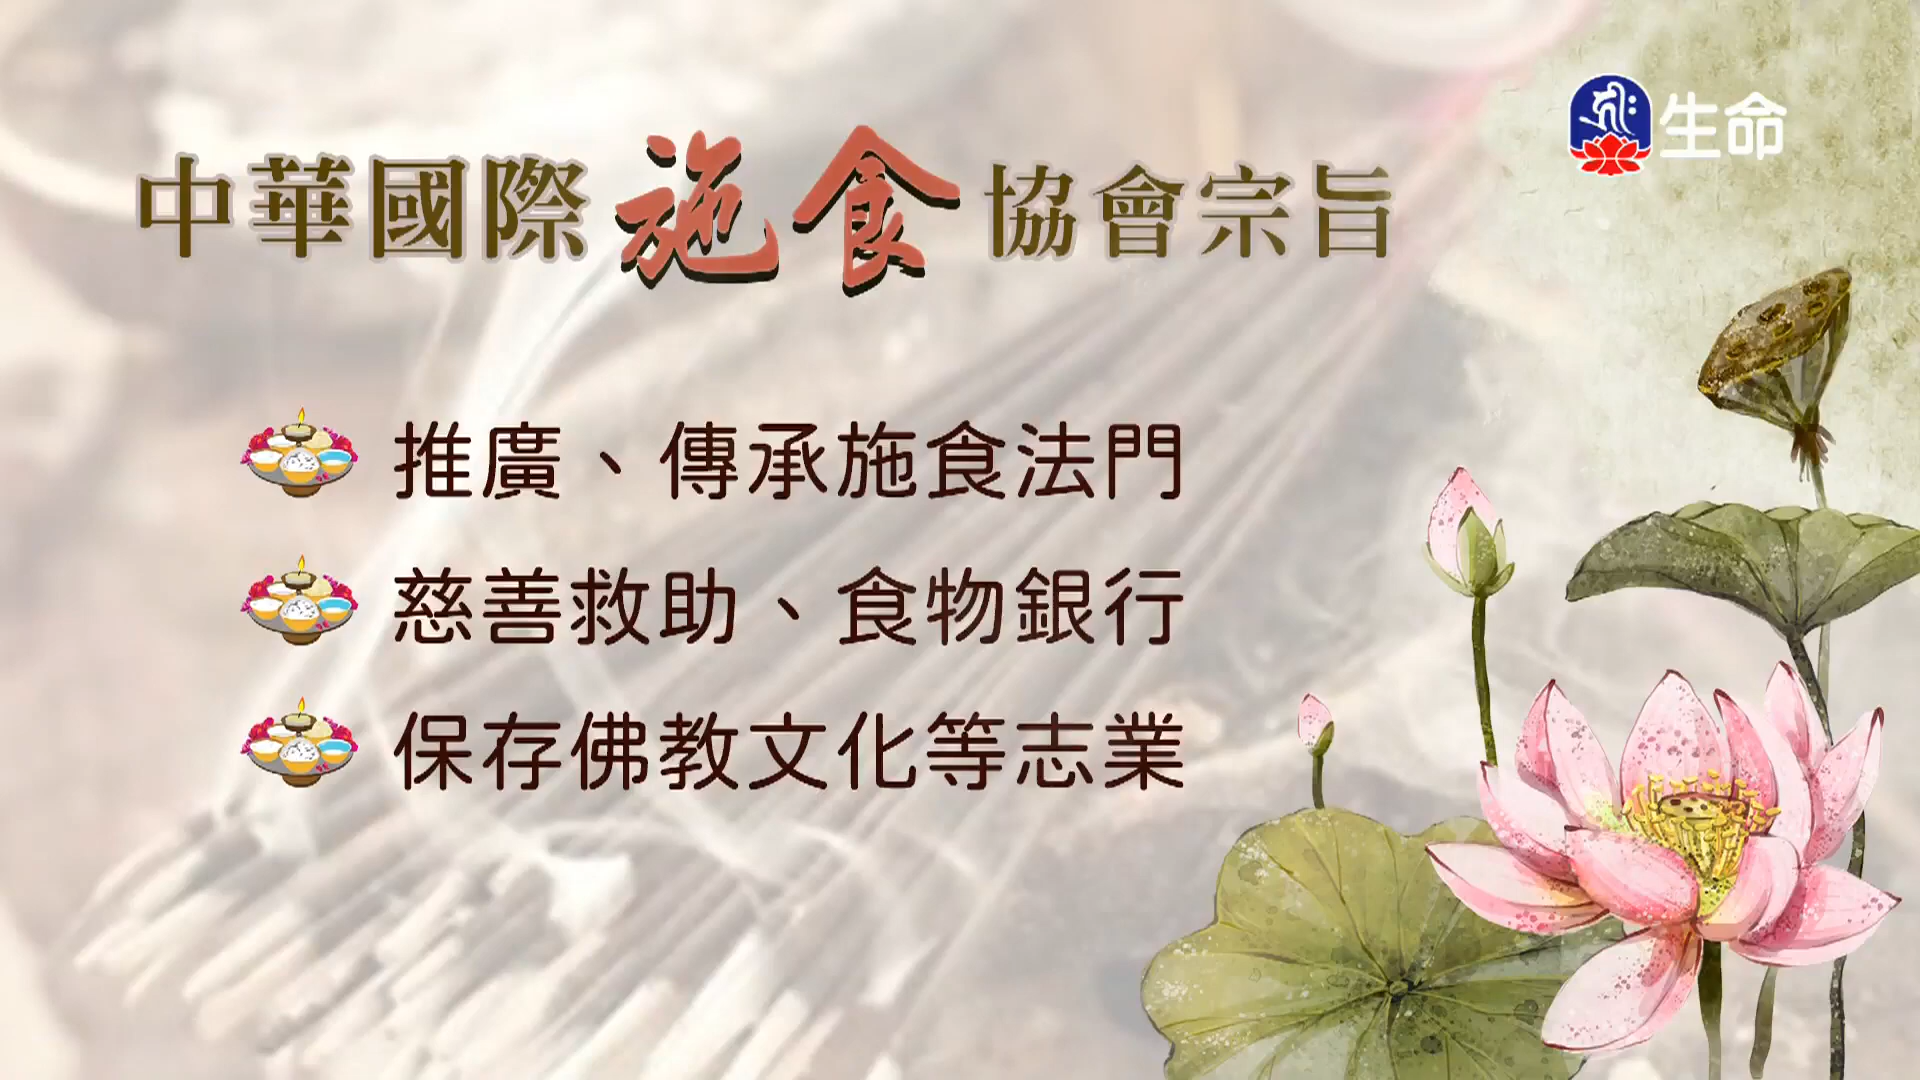 生命
中華國際施食協會宗旨
推廣、傳承施食法門
慈善救助、食物銀行
保存佛教文化等志業